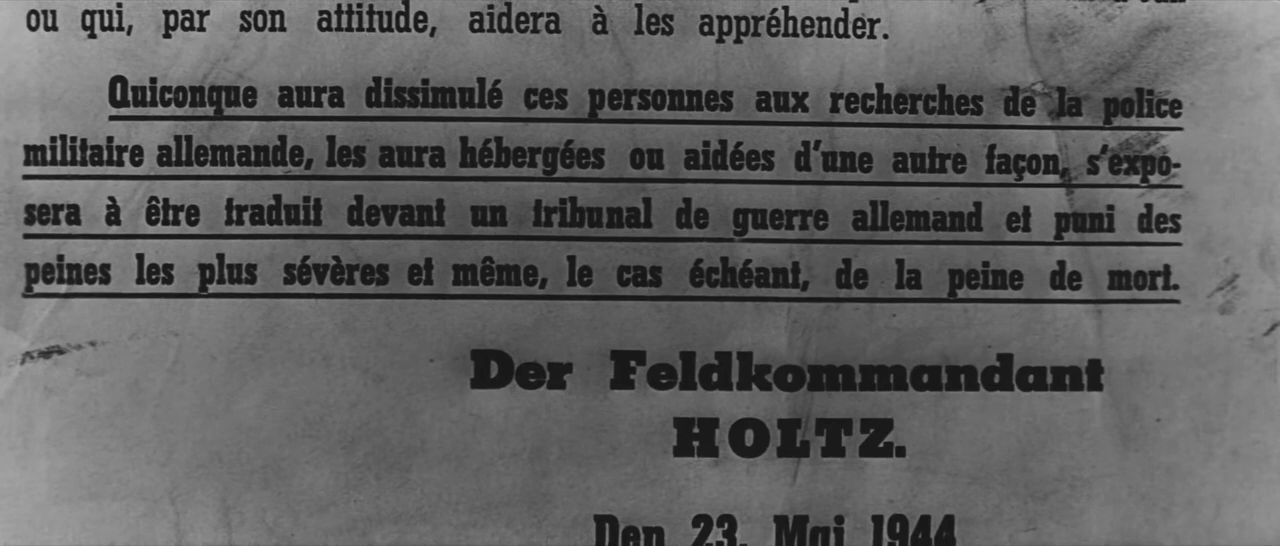 ou qui, par son attitude, aidera à les appréhender.
Quiconque aura dissimulé ces personnes aux recherches de la police
militaire allemande, les aura hébergées ou aidées d'une autre façon, s'expo-
sera à être traduit devant un tribunal de guerre allemand et puni des
peines les plus sévères et même, le cas échéant, de la peine de mort.
Der Feldkommandant
HOLTZ.
Den 23. Mai 1944